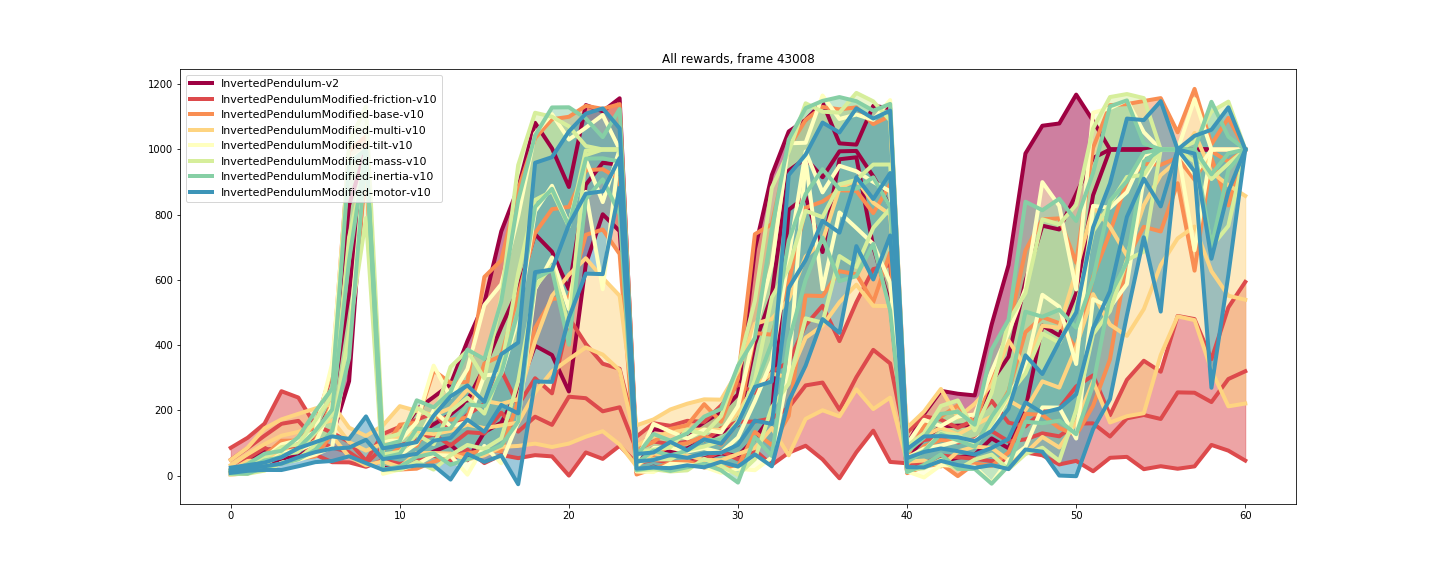 All rewards, frame 43008
1200
1000
800
600
400
200
0
InvertedPendulum-v2
InvertedPendulumModified-friction-v10
InvertedPendulumModified-base-v10
InvertedPendulumModified-multi-v10
InvertedPendulumModified-tilt-v10
InvertedPendulumModified-mass-v10
InvertedPendulumModified-inertia-v10
InvertedPendulumModified-motor-v10
0 10 20 30 40 50 60